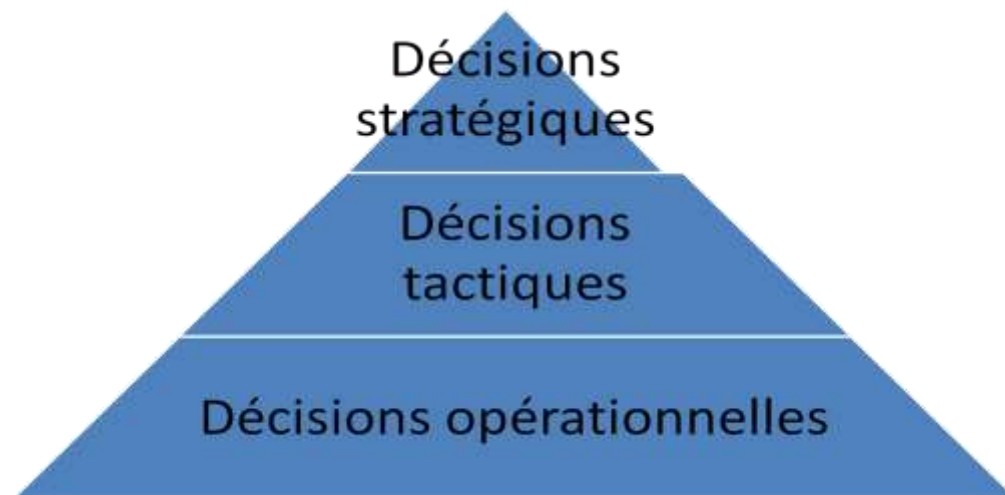 Décisions
stratégiques
Décisions
tactiques
Décisions opérationnelles